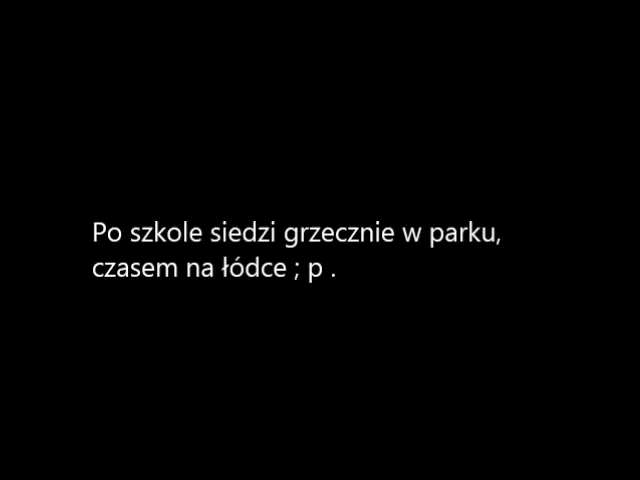 Po szkole siedzi grzecznie w parku,
czasem na łódce ; p .